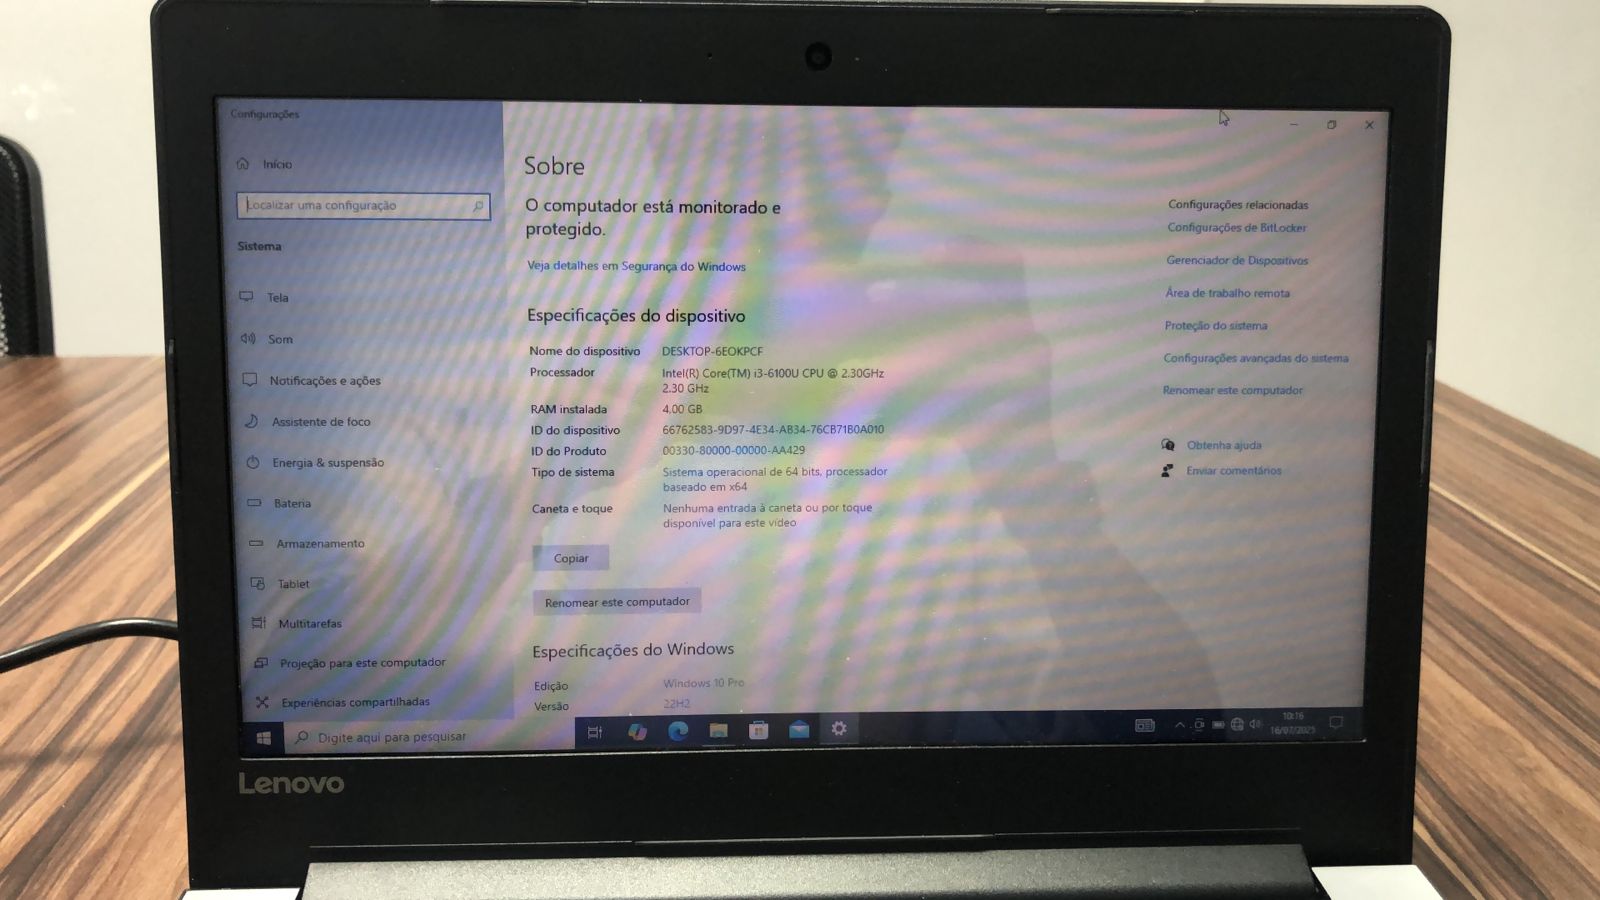 Configurações
Início
Localizar uma configuração
Sistema
Tela
Som
Notificações e ações
Assistente de foco
Energia & suspensão
Bateria
Armazenamento
Tablet
Multitarefas
Projeção para este computador
Experiências compartilhadas
Sobre
O computador está monitorado e
protegido.
Veja detalhes em Segurança do Windows
Especificações do dispositivo
Nome do dispositivo DESKTOP-6EOKPCF
Processador Intel(R) Core(TM) i3-6100U CPU @ 2.30GHz
2.30 GHz
RAM instalada 4.00 GB
ID do dispositivo 66762583-9D97-4E34-AB34-76CB71B0A010
ID do Produto 00330-80000-00000-AA429
Tipo de sistema Sistema operacional de 64 bits, processador
baseado em x64
Caneta e toque Nenhuma entrada à caneta ou por toque
disponível para este vídeo
Copiar
Renomear este computador
Especificações do Windows
Edição Windows 10 Pro
Versão 22H2
Configurações relacionadas
Configurações de BitLocker
Gerenciador de Dispositivos
Área de trabalho remota
Proteção do sistema
Configurações avançadas do sistema
Renomear este computador
Obtenha ajuda
Enviar comentários
Digite aqui para pesquisar
10:16
16/07/2025
Lenovo